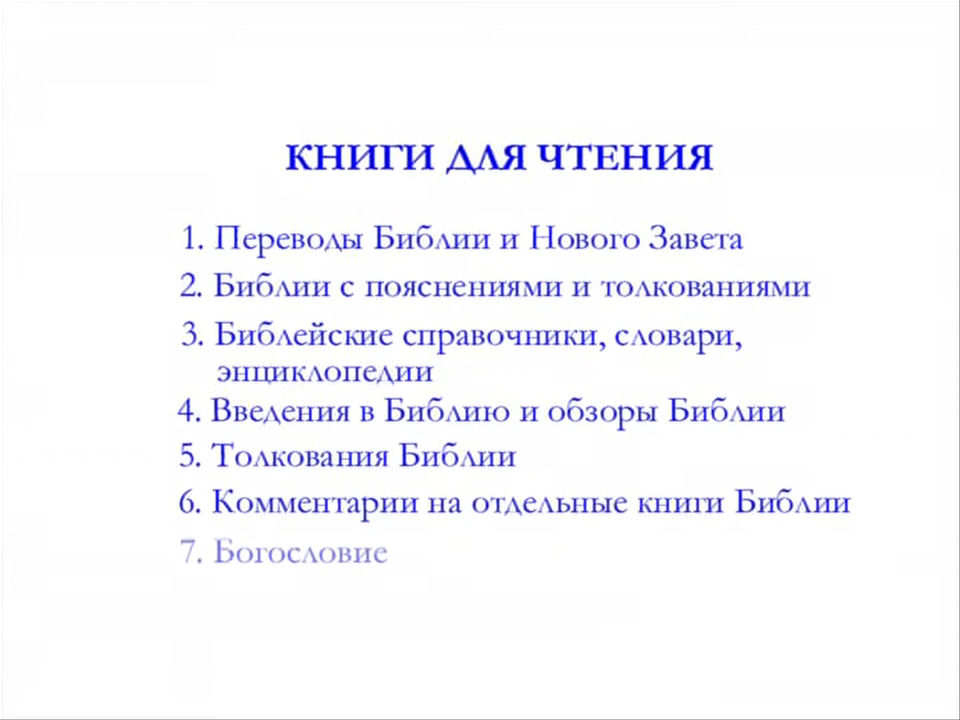 КНИГИ ДЛЯ ЧТЕНИЯ
1. Переводы Библии и Нового Завета
2. Библии с пояснениями и толкованиями
3. Библейские справочники, словари,
энциклопедии
4. Введения в Библию и обзоры Библии
5. Толкования Библии
6. Комментарии на отдельные книги Библии
7. Богословие